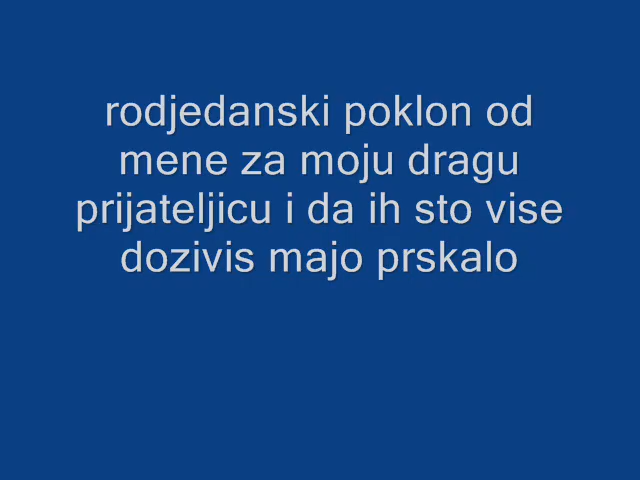 rodjedanski poklon od
mene za moju dragu
prijateljicu i da ih sto vise
dozivis majo prskalo